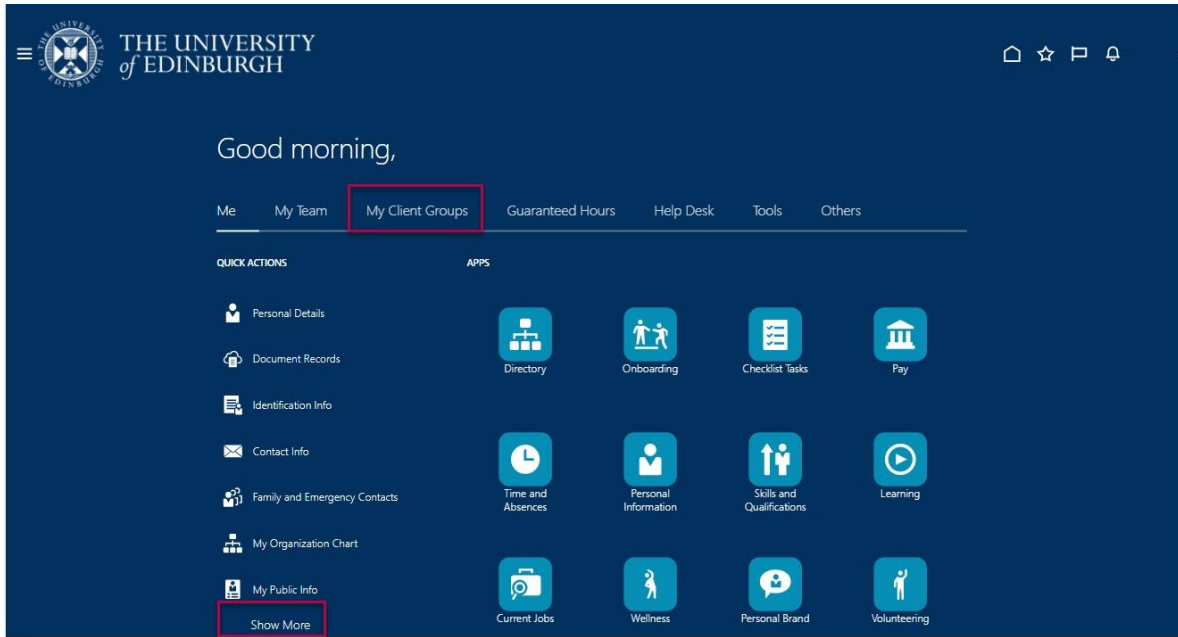 THE UNIVERSITY
of EDINBURGH
UNIVERSITY
OF EDINBURGH
Good morning,
Me My Team My Client Groups Guaranteed Hours Help Desk Tools Others
QUICK ACTIONS
Personal Details
Document Records
Identification Info
Contact Info
Family and Emergency Contacts
My Organization Chart
My Public Info
Show More
APPS
Directory
Onboarding
Checklist Tasks
Pay
Time and
Absences
Personal
Information
Skills and
Qualifications
Learning
Current Jobs
Wellness
Personal Brand
Volunteering